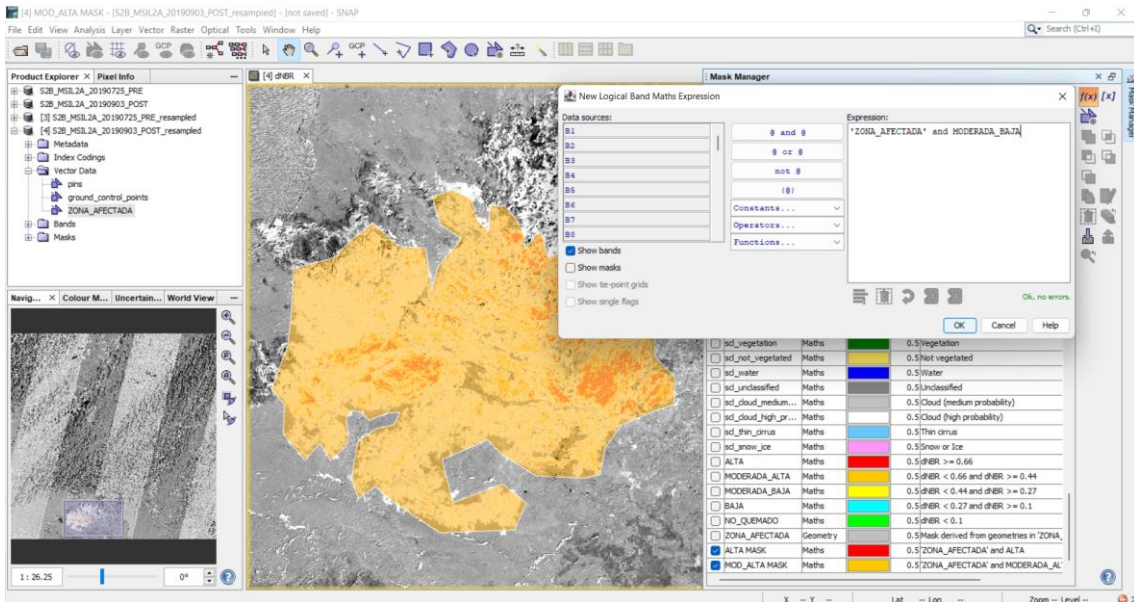 [4] MOD_ALTA MASK - [S2B_MSIL2A_20190903_POST_resampled] - [not saved] - SNAP
File Edit View Analysis Layer Vector Raster Optical Tools Window Help
Search (Ctrl+I)
GCP
GCP
Product Explorer × Pixel Info
S2B_MSIL2A_20190725_PRE
S2B_MSIL2A_20190903_POST
[3] S2B_MSIL2A_20190725_PRE_resampled
[4] S2B_MSIL2A_20190903_POST_resampled
Metadata
Index Codings
Vector Data
pins
ground_control_points
ZONA_AFECTADA
Bands
Masks
Navig... × Colour M... Uncertain... World View
1 : 26.25
0°
[4] dNBR ×
Mask Manager
New Logical Band Maths Expression
Data sources:
B1
B2
B3
B4
B5
B6
B7
B8
Show bands
Show masks
Show tie-point grids
Show single flags
@ and @
@ or @
not @
(@)
Constants...
Operators...
Functions...
Expression:
'ZONA_AFECTADA' and MODERADA_BAJA
Ok, no errors.
OK Cancel Help
f(x) [x]
Mask Manager
scl_vegetation Maths 0.5 Vegetation
scl_not_vegetated Maths 0.5 Not vegetated
scl_water Maths 0.5 Water
scl_unclassified Maths 0.5 Unclassified
scl_cloud_medium... Maths 0.5 Cloud (medium probability)
scl_cloud_high_pr... Maths 0.5 Cloud (high probability)
scl_thin_cirrus Maths 0.5 Thin cirrus
scl_snow_ice Maths 0.5 Snow or Ice
ALTA Maths 0.5 dNBR >= 0.66
MODERADA_ALTA Maths 0.5 dNBR < 0.66 and dNBR >= 0.44
MODERADA_BAJA Maths 0.5 dNBR < 0.44 and dNBR >= 0.27
BAJA Maths 0.5 dNBR < 0.27 and dNBR >= 0.1
NO_QUEMADO Maths 0.5 dNBR < 0.1
ZONA_AFECTADA Geometry 0.5 Mask derived from geometries in 'ZONA_
ALTA MASK Maths 0.5 'ZONA_AFECTADA' and ALTA
MOD_ALTA MASK Maths 0.5 'ZONA_AFECTADA' and MODERADA_AL
X -- Y -- Lat -- Lon -- Zoom -- Level --